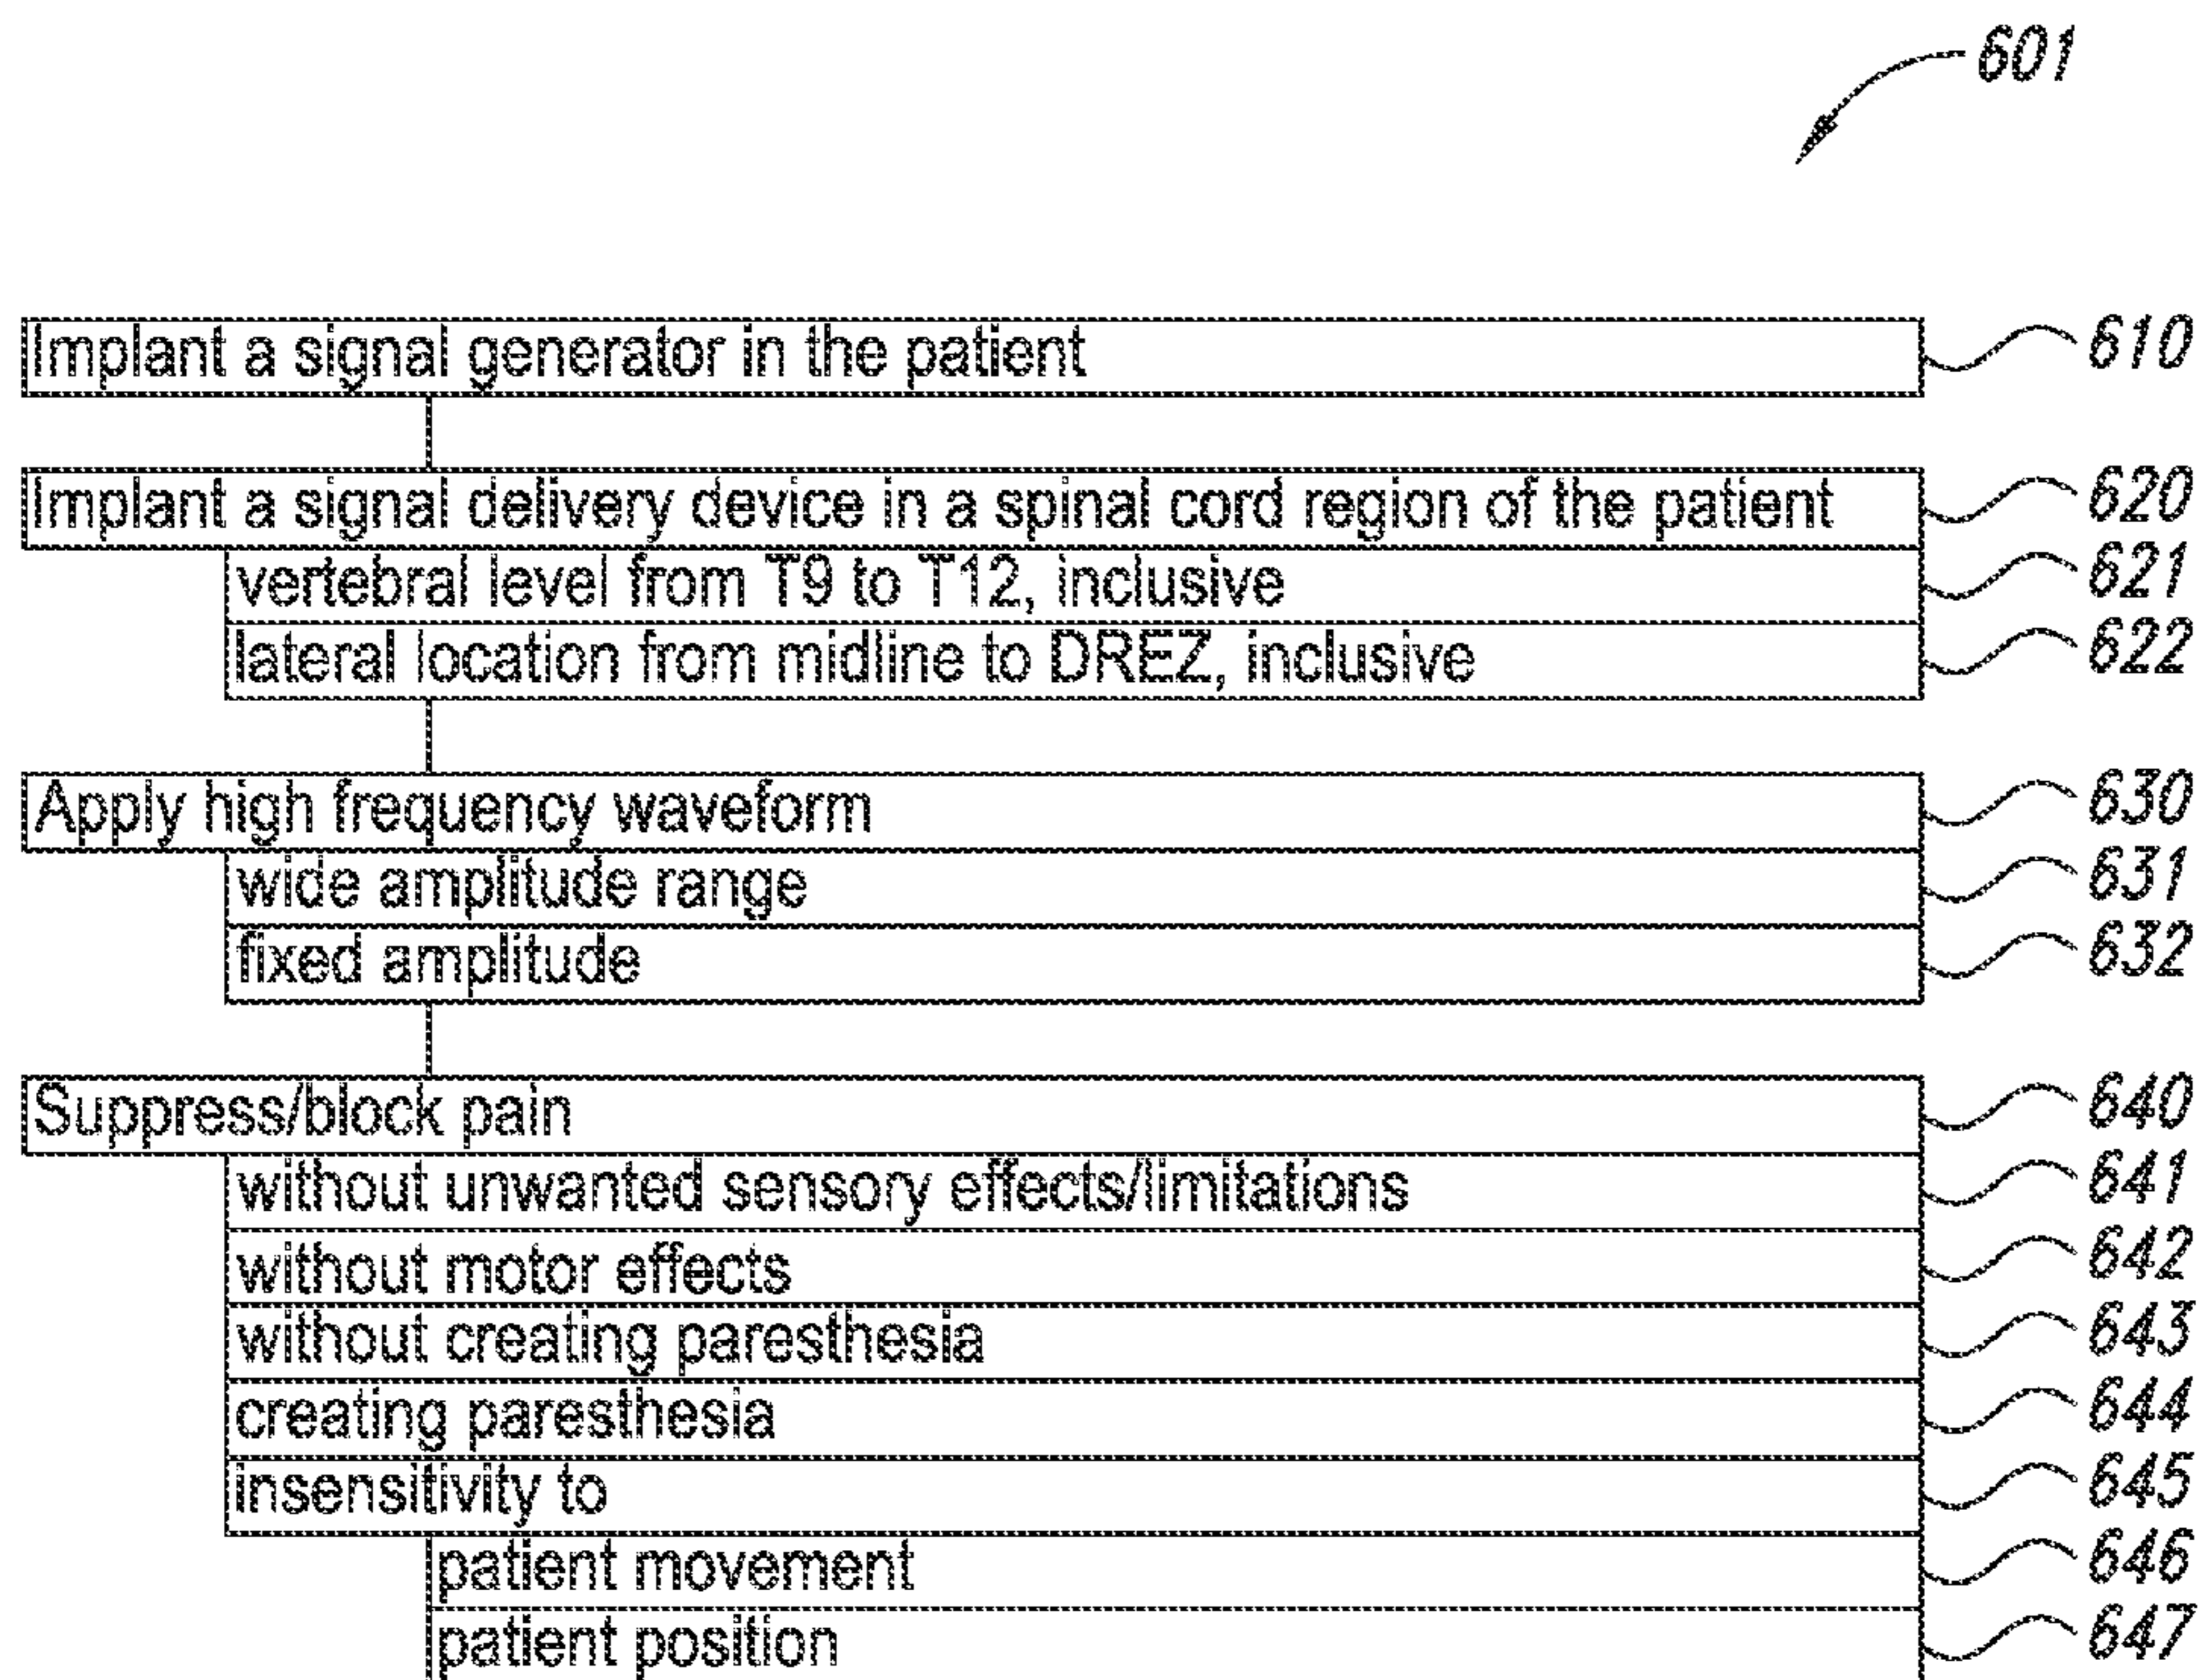 601
Implant a signal generator in the patient 610
Implant a signal delivery device in a spinal cord region of the patient 620
vertebral level from T9 to T12, inclusive 621
lateral location from midline to DREZ, inclusive 622
Apply high frequency waveform 630
wide amplitude range 631
fixed amplitude 632
Suppress/block pain 640
without unwanted sensory effects/limitations 641
without motor effects 642
without creating paresthesia 643
creating paresthesia 644
insensitivity to 645
patient movement 646
patient position 647